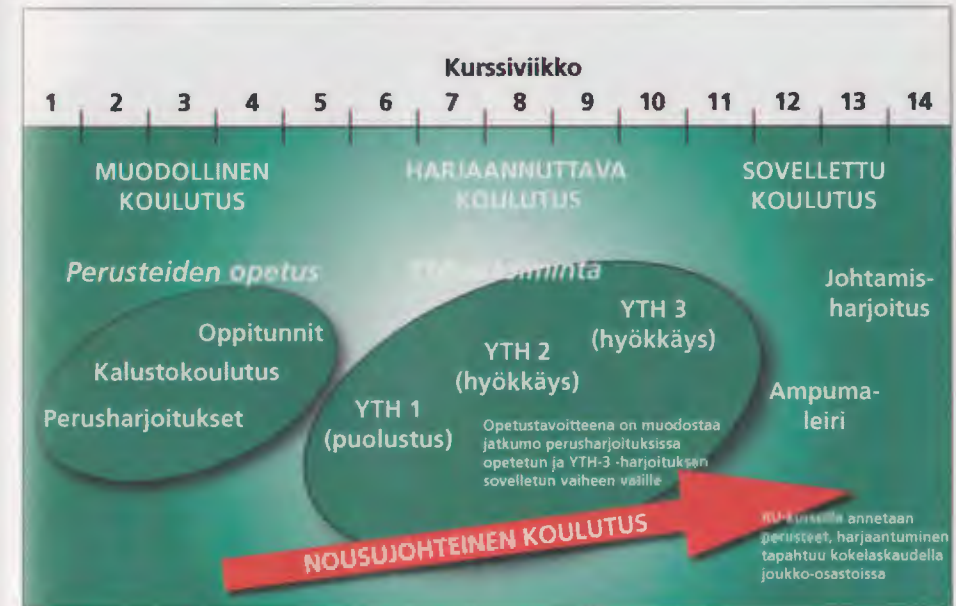 Kurssiviikko
1 2 3 4 5 6 7 8 9 10 11 12 13 14
MUODOLLINEN
KOULUTUS
HARJAANNUTTAVA
KOULUTUS
SOVELLETTU
KOULUTUS
Perusteiden opetus
Oppitunnit
Kalustokoulutus
Perusharjoitukset
YTH 1
(puolustus)
YTH 2
(hyökkäys)
YTH 3
(hyökkäys)
Opetustavoitteena on muodostaa
jatkumo perusharjoituksissa
opetetun ja YTH-3 -harjoituksen
sovelletun vaiheen välille
Johtamis-
harjoitus
Ampuma-
leiri
NOUSUJOHTEINEN KOULUTUS
annetaan
perusteet, harjaantuminen
tapahtuu kokelaskaudella
joukko-osastoissa